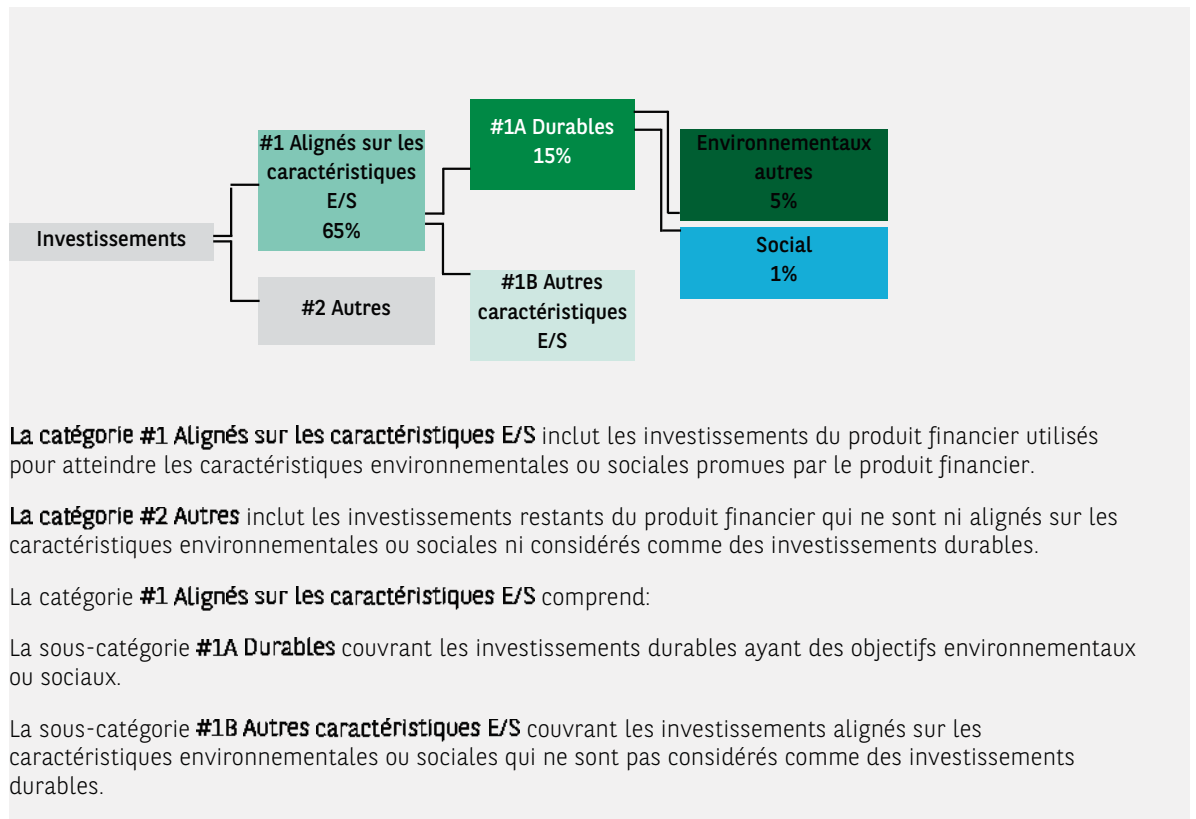 #1 Alignés sur les
caractéristiques
E/S
65%
#1A Durables
15%
Environnementaux
autres
5%
Investissements
Social
1%
#2 Autres
#1B Autres
caractéristiques
E/S
La catégorie #1 Alignés sur les caractéristiques E/S inclut les investissements du produit financier utilisés
pour atteindre les caractéristiques environnementales ou sociales promues par le produit financier.
La catégorie #2 Autres inclut les investissements restants du produit financier qui ne sont ni alignés sur les
caractéristiques environnementales ou sociales ni considérés comme des investissements durables.
La catégorie #1 Alignés sur les caractéristiques E/S comprend:
La sous-catégorie #1A Durables couvrant les investissements durables ayant des objectifs environnementaux
ou sociaux.
La sous-catégorie #1B Autres caractéristiques E/S couvrant les investissements alignés sur les
caractéristiques environnementales ou sociales qui ne sont pas considérés comme des investissements
durables.